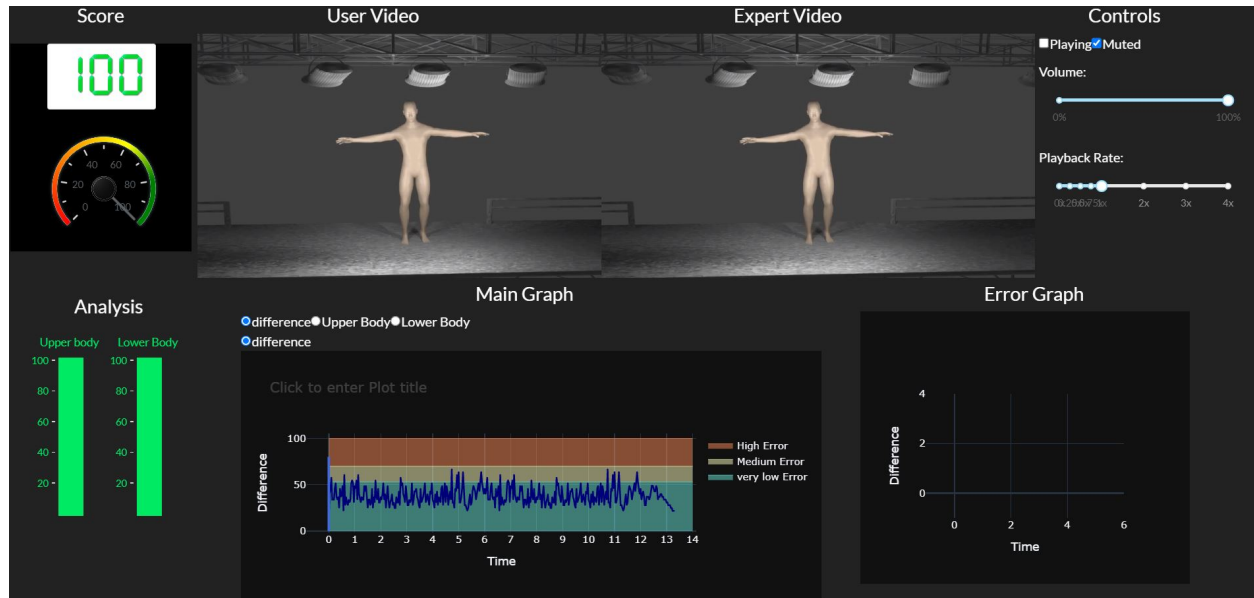 Score
User Video
Expert Video
Controls
100
Playing Muted
Volume:
0% 100%
Playback Rate:
1x 2x 3x 4x
0 20 40 60 80 100
Analysis
Upper body Lower Body
100 100
80 80
60 60
40 40
20 20
Main Graph
difference Upper Body Lower Body
difference
Click to enter Plot title
100
50
0
Difference
0 1 2 3 4 5 6 7 8 9 10 11 12 13 14
Time
High Error
Medium Error
very low Error
Error Graph
4
2
0
Difference
0 2 4 6
Time